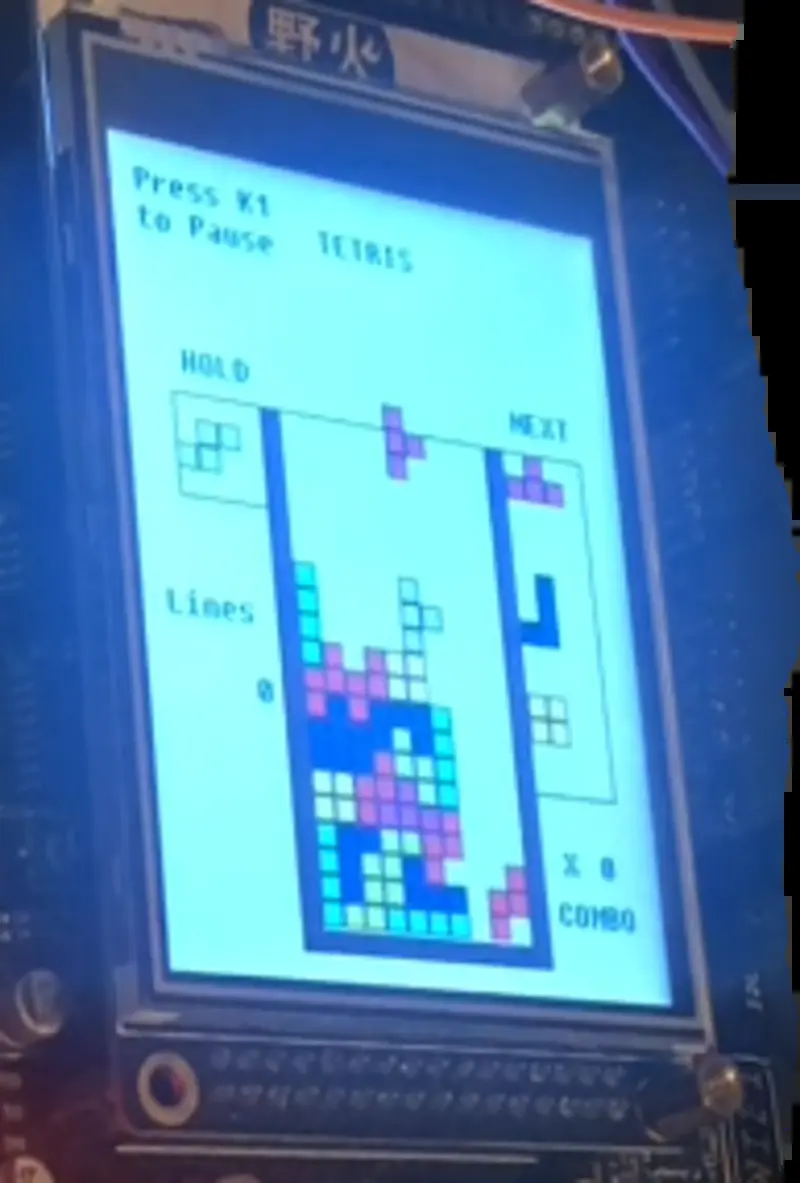 野火
Press K1
to Pause TETRIS
HOLD
NEXT
Lines
0
X 0
COMBO